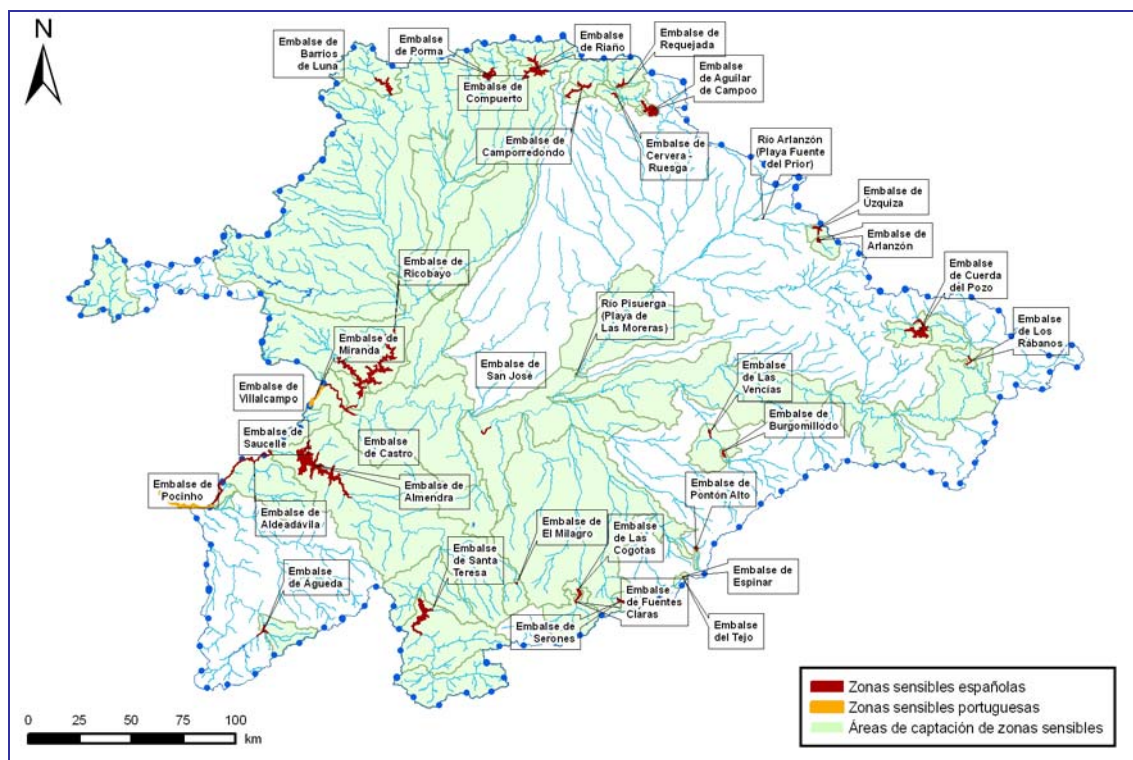 N
Embalse de
Barrios
de Luna
Embalse
de Porma
Embalse
de Riaño
Embalse de
Requejada
Embalse
de Aguilar
de Campoo
Embalse de
Compuerto
Embalse de
Camporredondo
Embalse de
Cervera -
Ruesga
Río Arlanzón
(Playa Fuente
del Prior)
Embalse de
Úzquiza
Embalse de
Arlanzón
Embalse
de Cuerda
del Pozo
Embalse
de Los
Rábanos
Embalse de
Ricobayo
Río Pisuerga
(Playa de
Las Moreras)
Embalse de
Miranda
Embalse de
San José
Embalse
de Las
Vencías
Embalse de
Villalcampo
Embalse de
Burgomillodo
Embalse de
Saucelle
Embalse
de Castro
Embalse de
Pocinho
Embalse de
Almendra
Embalse de
Pontón Alto
Embalse de
Aldeadávila
Embalse de
El Milagro
Embalse
de Las
Cogotas
Embalse
de Santa
Teresa
Embalse
de Águeda
Embalse de
Espinar
Embalse
de Fuentes
Claras
Embalse de
Serones
Embalse
del Tejo
Zonas sensibles españolas
Zonas sensibles portuguesas
Áreas de captación de zonas sensibles
0 25 50 75 100
km